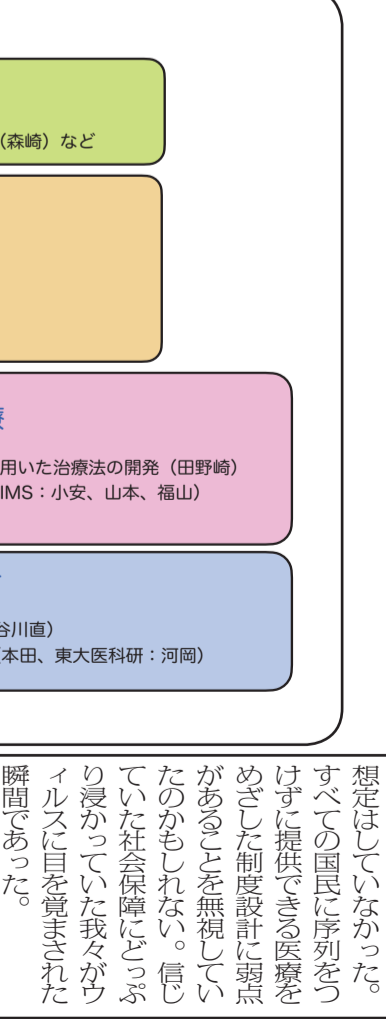 （森崎）など
療
用いた治療法の開発（田野崎）
IMS：小安、山本、福山）
谷川直）
本田、東大医科研：河岡）
想定はしていなかった。
すべての国民に序列をつ
けずに提供できる医療を
めざした制度設計に弱点
があることを無視してい
たのかもしれない。信じ
ていた社会保障にどっぷ
り浸かっていた我々がウ
ィルスに目を覚まされた
瞬間であった。